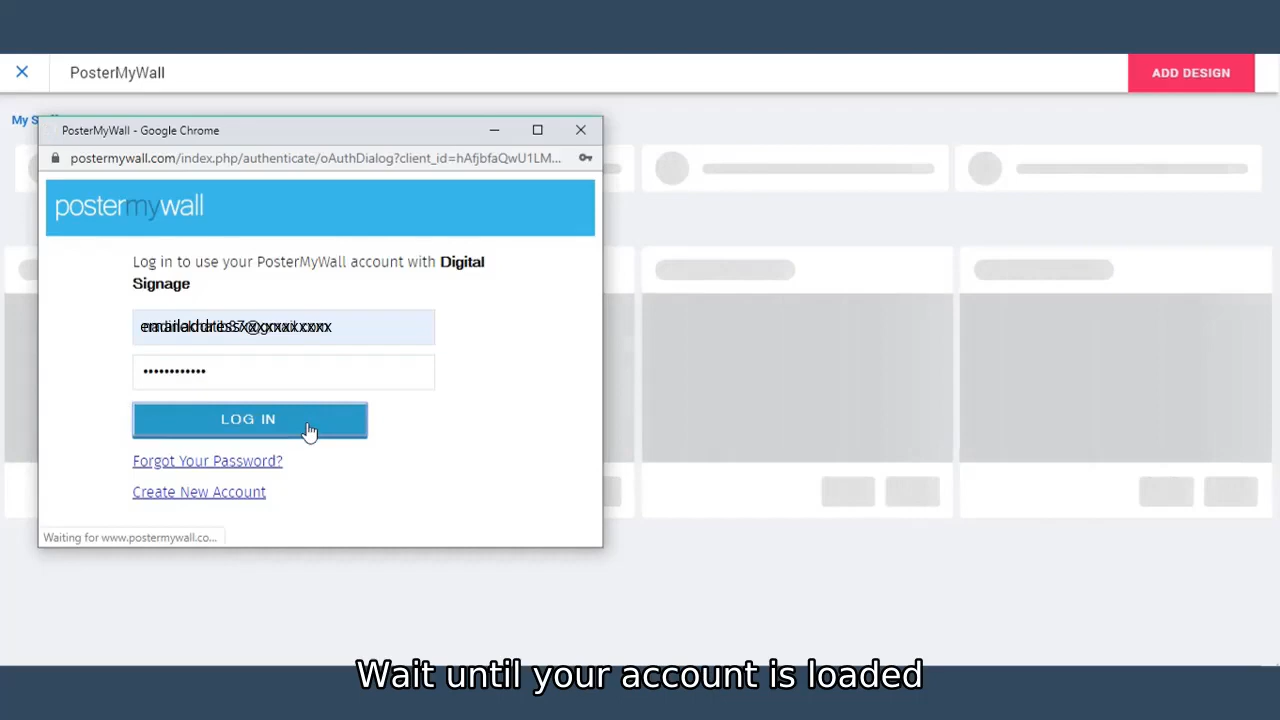 PosterMyWall
ADD DESIGN
My S
PosterMyWall - Google Chrome
postermywall.com/index.php/authenticate/oAuthDialog?client_id=hAfjbfaQwU1LM...
postermywall
Log in to use your PosterMyWall account with Digital
Signage
••••••••••••
LOG IN
Forgot Your Password?
Create New Account
Waiting for www.postermywall.co...
Wait until your account is loaded